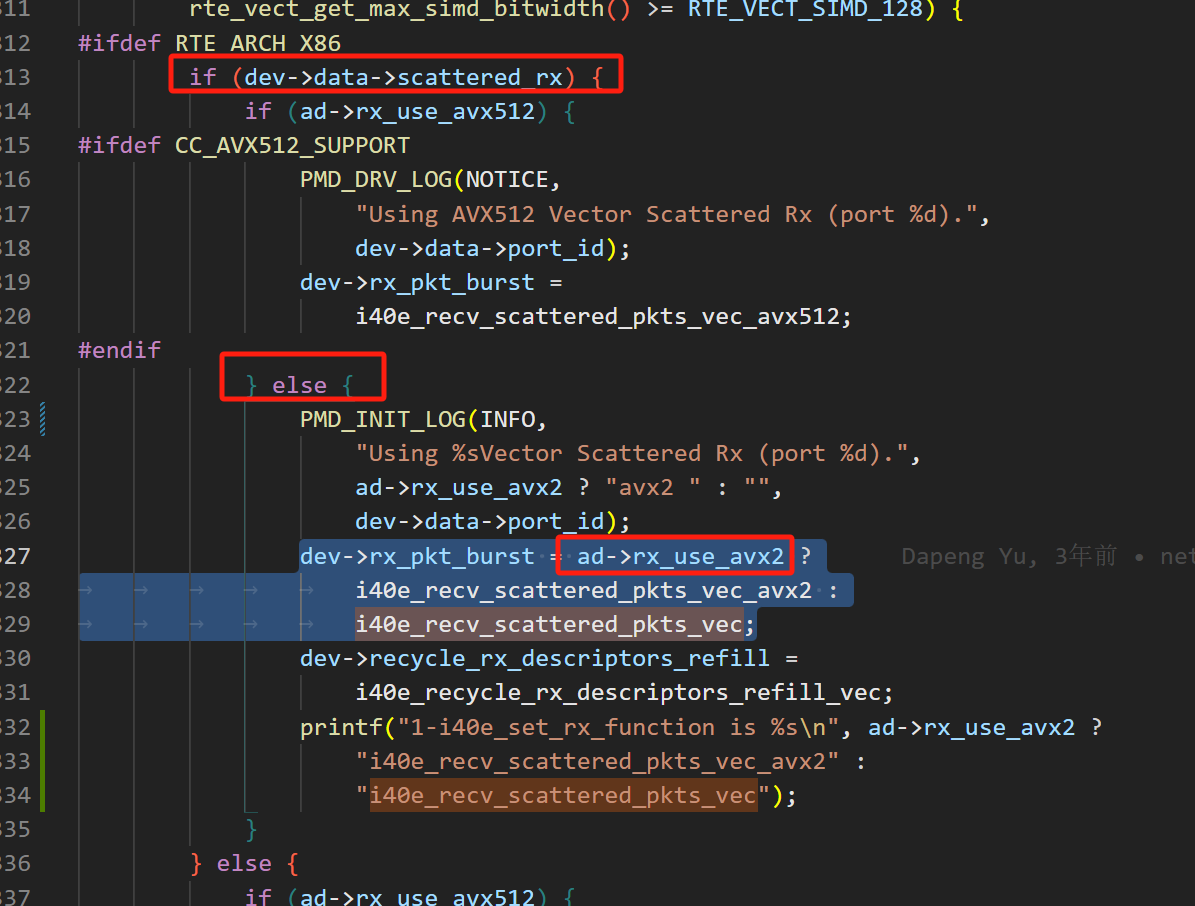 311 rte_vect_get_max_simd_bitwidth() >= RTE_VECT_SIMD_128) {
312 #ifdef RTE_ARCH_X86
313 if (dev->data->scattered_rx) {
314 if (ad->rx_use_avx512) {
315 #ifdef CC_AVX512_SUPPORT
316 PMD_DRV_LOG(NOTICE,
317 "Using AVX512 Vector Scattered Rx (port %d).",
318 dev->data->port_id);
319 dev->rx_pkt_burst =
320 i40e_recv_scattered_pkts_vec_avx512;
321 #endif
322 } else {
323 PMD_INIT_LOG(INFO,
324 "Using %sVector Scattered Rx (port %d).",
325 ad->rx_use_avx2 ? "avx2 " : "",
326 dev->data->port_id);
327 dev->rx_pkt_burst = ad->rx_use_avx2 ? Dapeng Yu, 3年前 • net
328 i40e_recv_scattered_pkts_vec_avx2 :
329 i40e_recv_scattered_pkts_vec;
330 dev->recycle_rx_descriptors_refill =
331 i40e_recycle_rx_descriptors_refill_vec;
332 printf("1-i40e_set_rx_function is %s\n", ad->rx_use_avx2 ?
333 "i40e_recv_scattered_pkts_vec_avx2" :
334 "i40e_recv_scattered_pkts_vec");
335 }
336 } else {
337 if (ad->rx_use_avx512) {